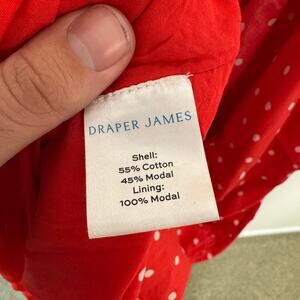 DRAPER JAMES
Shell:
55% Cotton
45% Modal
Lining:
100% Modal